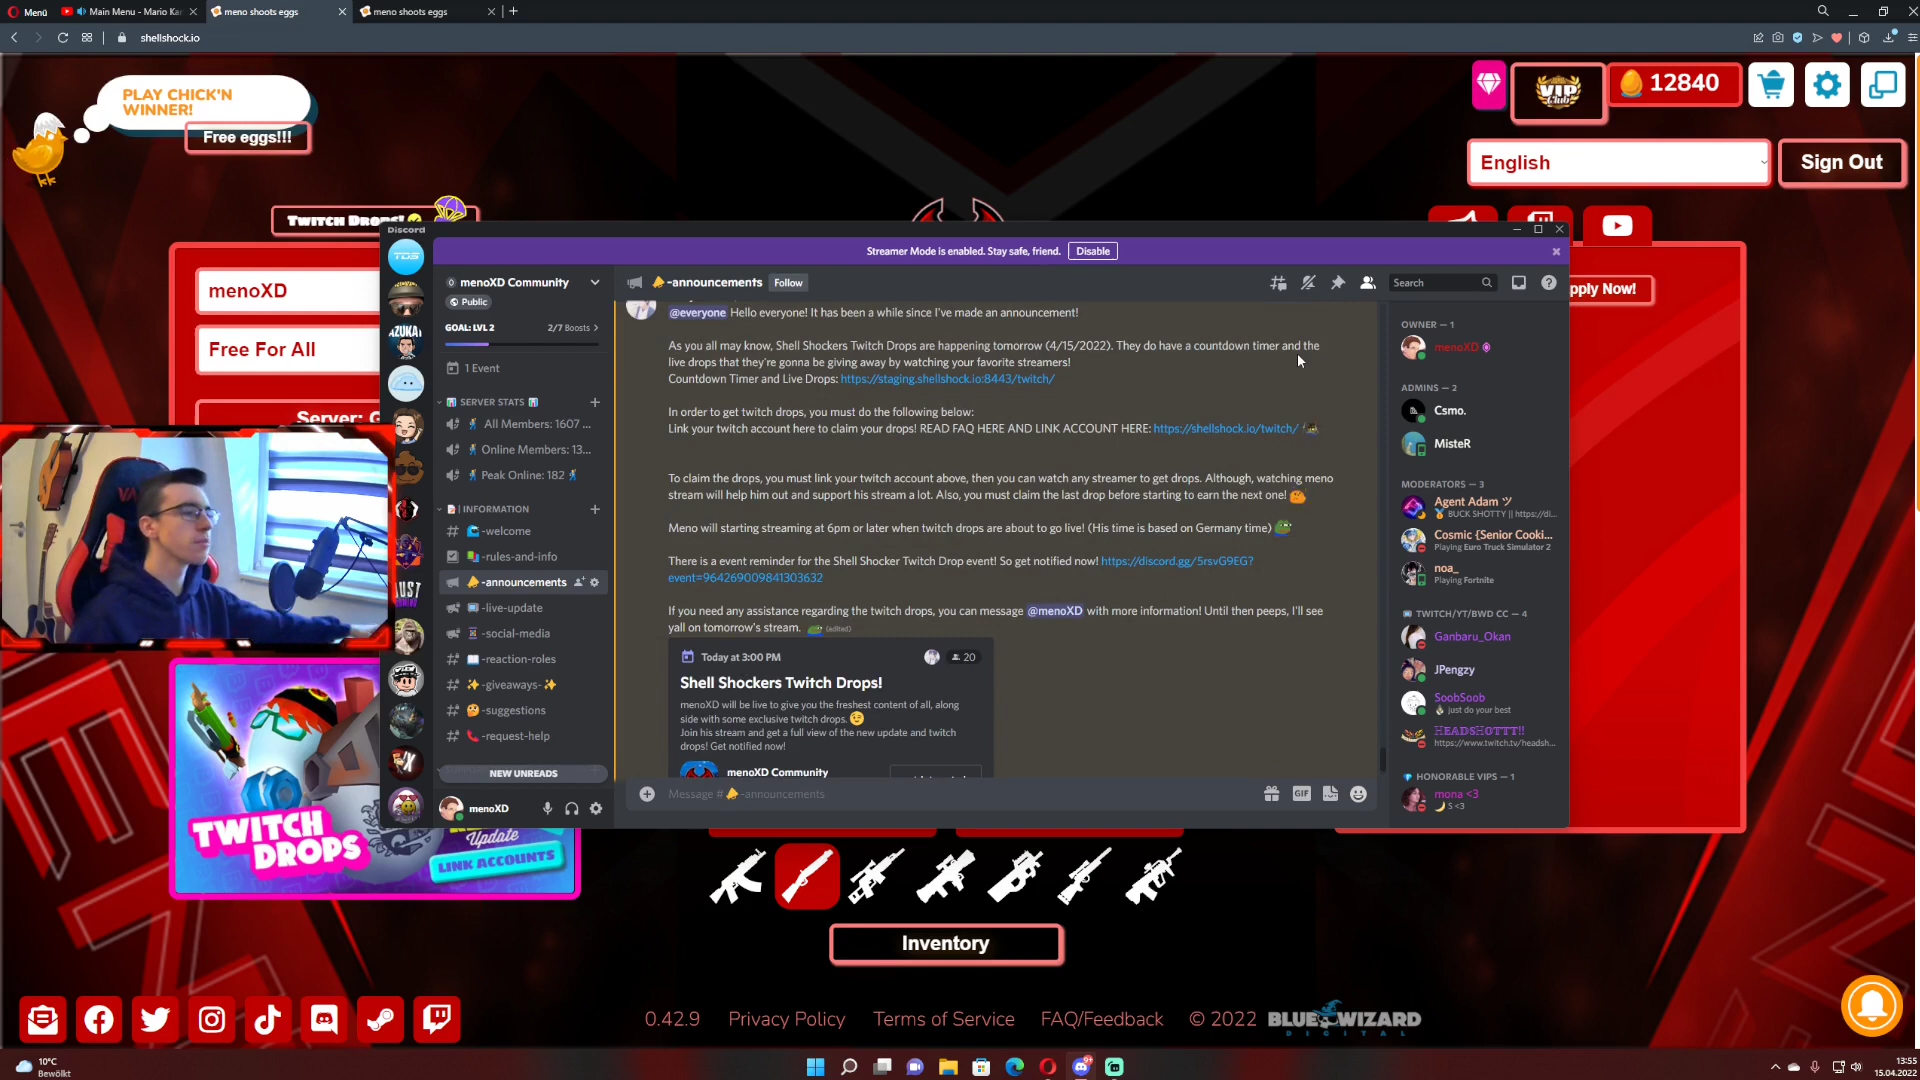 Menü
Main Menu - Mario Ka
meno shoots eggs
meno shoots eggs
shellshock.io
PLAY CHICK'N
WINNER!
Free eggs!!!
VIP
Club
12840
English
Sign Out
TWITCH DROPS!
menoXD
Free For All
Server: G
pply Now!
Discord
Streamer Mode is enabled. Stay safe, friend.
Disable
menoXD Community
Public
GOAL: LVL 2
2/7 Boosts
1 Event
SERVER STATS
All Members: 1607 ...
Online Members: 13...
Peak Online: 182
INFORMATION
-welcome
-rules-and-info
-announcements
-live-update
-social-media
-reaction-roles
-giveaways-
-suggestions
-request-help
NEW UNREADS
menoXD
-announcements
Follow
Search
@everyone Hello everyone! It has been a while since I've made an announcement!
As you all may know, Shell Shockers Twitch Drops are happening tomorrow (4/15/2022). They do have a countdown timer and the
live drops that they're gonna be giving away by watching your favorite streamers!
Countdown Timer and Live Drops: https://staging.shellshock.io:8443/twitch/
In order to get twitch drops, you must do the following below:
Link your twitch account here to claim your drops! READ FAQ HERE AND LINK ACCOUNT HERE: https://shellshock.io/twitch/
To claim the drops, you must link your twitch account above, then you can watch any streamer to get drops. Although, watching meno
stream will help him out and support his stream a lot. Also, you must claim the last drop before starting to earn the next one!
Meno will starting streaming at 6pm or later when twitch drops are about to go live! (His time is based on Germany time)
There is a event reminder for the Shell Shocker Twitch Drop event! So get notified now! https://discord.gg/5rsvG9EG?
event=964269009841303632
If you need any assistance regarding the twitch drops, you can message @menoXD with more information! Until then peeps, I'll see
yall on tomorrow's stream. (edited)
Today at 3:00 PM
20
Shell Shockers Twitch Drops!
menoXD will be live to give you the freshest content of all, along
side with some exclusive twitch drops.
Join his stream and get a full view of the new update and twitch
drops! Get notified now!
menoXD Community
Message # -announcements
GIF
OWNER — 1
menoXD
ADMINS — 2
Csmo.
MisteR
MODERATORS — 3
Agent Adam ツ
BUCK SHOTTY || https://di...
Cosmic {Senior Cooki...
Playing Euro Truck Simulator 2
noa_
Playing Fortnite
TWITCH/YT/BWD CC — 4
Ganbaru_Okan
JPengzy
SoobSoob
just do your best
HEADSHOTTT!!
https://www.twitch.tv/headsh...
HONORABLE VIPS — 1
mona <3
S <3
TWITCH
DROPS
Update
LINK ACCOUNTS
Inventory
0.42.9
Privacy Policy
Terms of Service
FAQ/Feedback
© 2022
BLUE WIZARD
DIGITAL
10°C
Bewölkt
13:55
15.04.2022